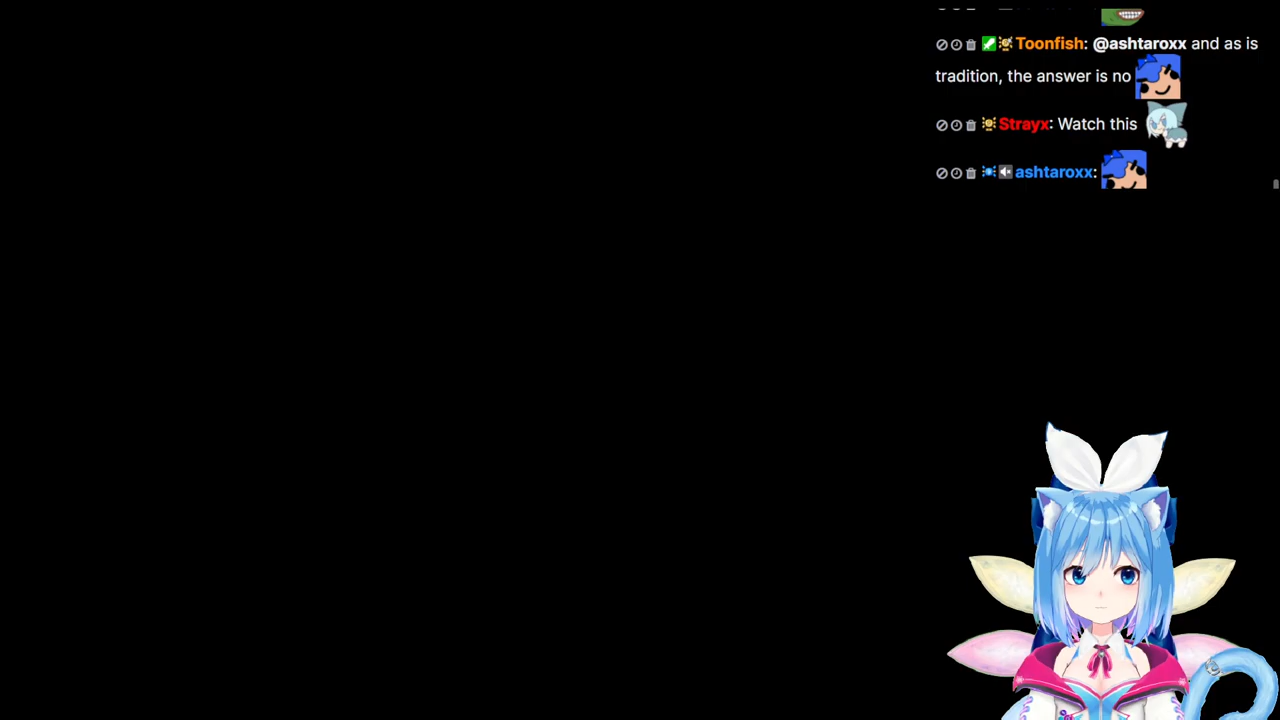 Toonfish: @ashtaroxx and as is
tradition, the answer is no
Strayx: Watch this
ashtaroxx: